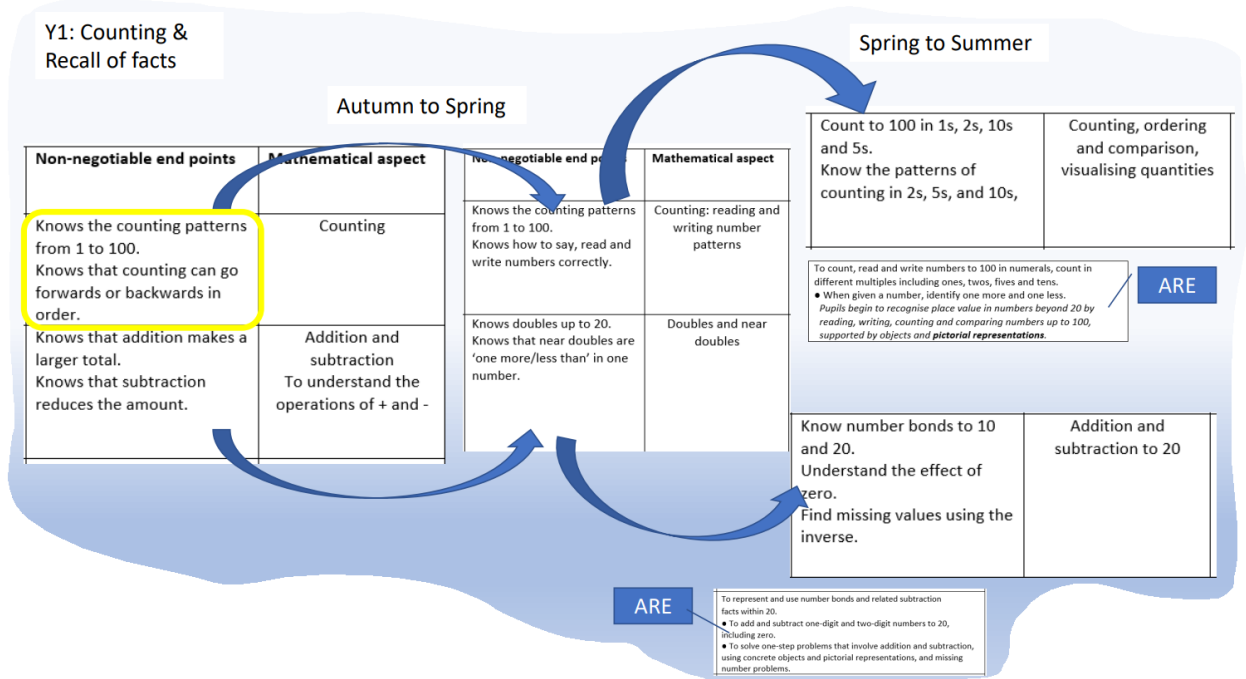 Y1: Counting &
Recall of facts
Autumn to Spring
Spring to Summer
Non-negotiable end points
Mathematical aspect
Knows the counting patterns
from 1 to 100.
Knows that counting can go
forwards or backwards in
order.
Counting
Knows that addition makes a
larger total.
Knows that subtraction
reduces the amount.
Addition and
subtraction
To understand the
operations of + and -
Non-negotiable end points
Mathematical aspect
Knows the counting patterns
from 1 to 100.
Knows how to say, read and
write numbers correctly.
Counting: reading and
writing number
patterns
Knows doubles up to 20.
Knows that near doubles are
‘one more/less than’ in one
number.
Doubles and near
doubles
Count to 100 in 1s, 2s, 10s
and 5s.
Know the patterns of
counting in 2s, 5s, and 10s,
Counting, ordering
and comparison,
visualising quantities
To count, read and write numbers to 100 in numerals, count in
different multiples including ones, twos, fives and tens.
● When given a number, identify one more and one less.
Pupils begin to recognise place value in numbers beyond 20 by
reading, writing, counting and comparing numbers up to 100,
supported by objects and pictorial representations.
ARE
Know number bonds to 10
and 20.
Understand the effect of
zero.
Find missing values using the
inverse.
Addition and
subtraction to 20
ARE
To represent and use number bonds and related subtraction
facts within 20.
● To add and subtract one-digit and two-digit numbers to 20,
including zero.
● To solve one-step problems that involve addition and subtraction,
using concrete objects and pictorial representations, and missing
number problems.